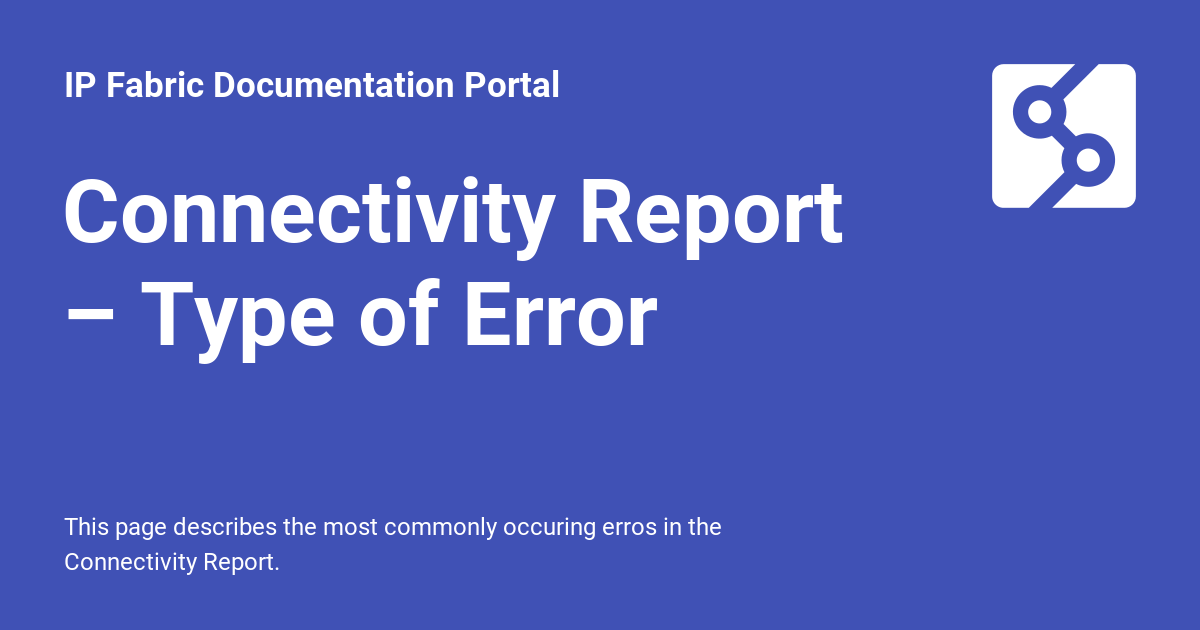 IP Fabric Documentation Portal
Connectivity Report
– Type of Error
This page describes the most commonly occuring erros in the
Connectivity Report.